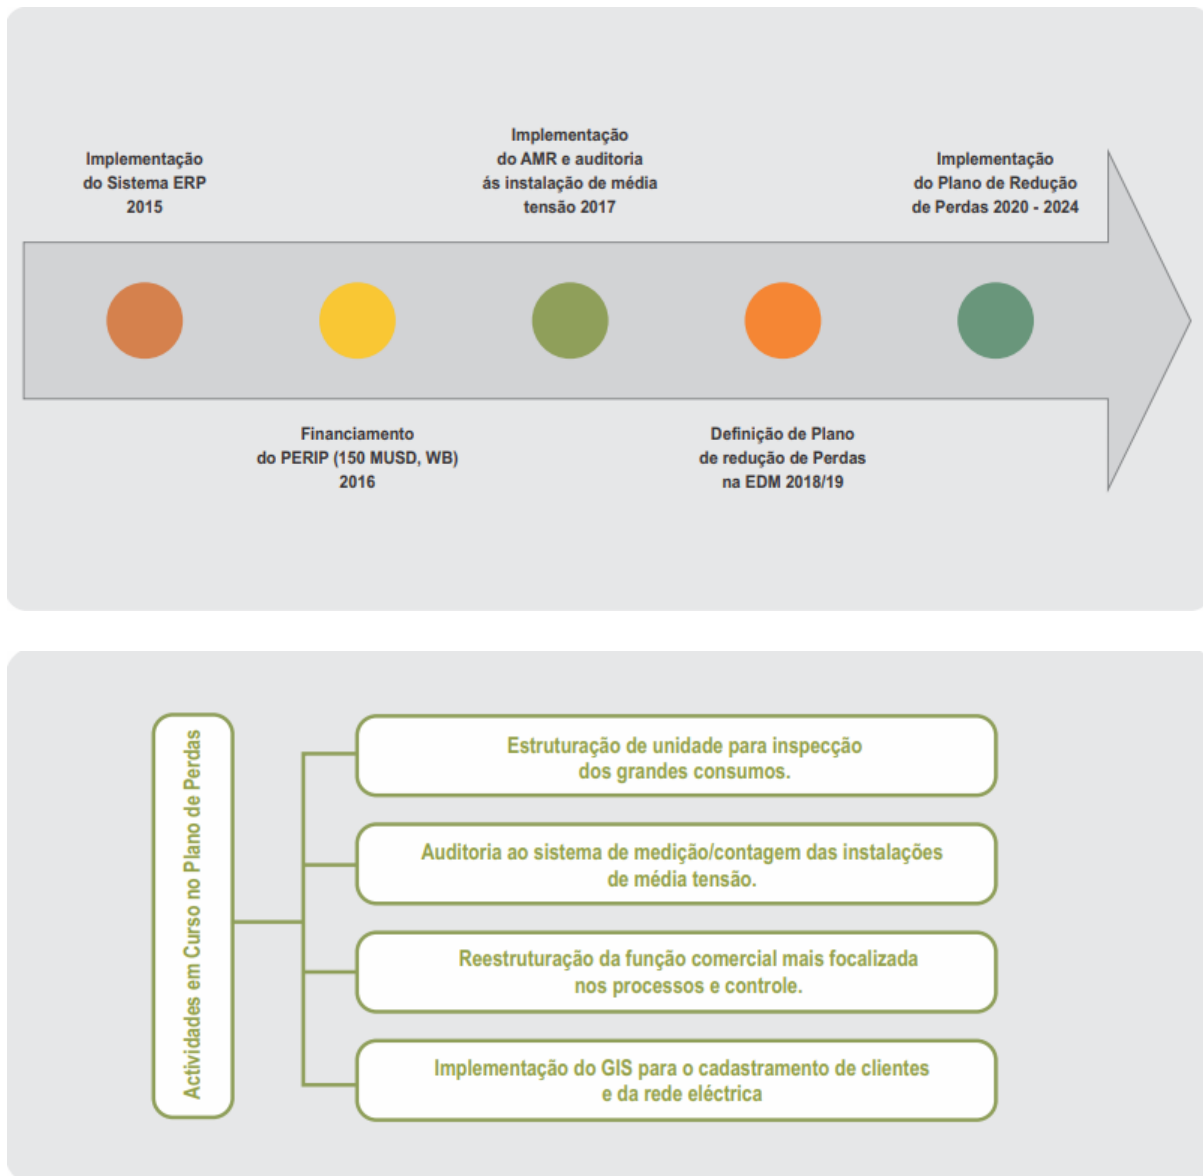 Implementação
do Sistema ERP
2015
Financiamento
do PERIP (150 MUSD, WB)
2016
Implementação
do AMR e auditoria
ás instalação de média
tensão 2017
Definição de Plano
de redução de Perdas
na EDM 2018/19
Implementação
do Plano de Redução
de Perdas 2020 - 2024
Actividades em Curso no Plano de Perdas
Estruturação de unidade para inspecção
dos grandes consumos.
Auditoria ao sistema de medição/contagem das instalações
de média tensão.
Reestruturação da função comercial mais focalizada
nos processos e controle.
Implementação do GIS para o cadastramento de clientes
e da rede eléctrica